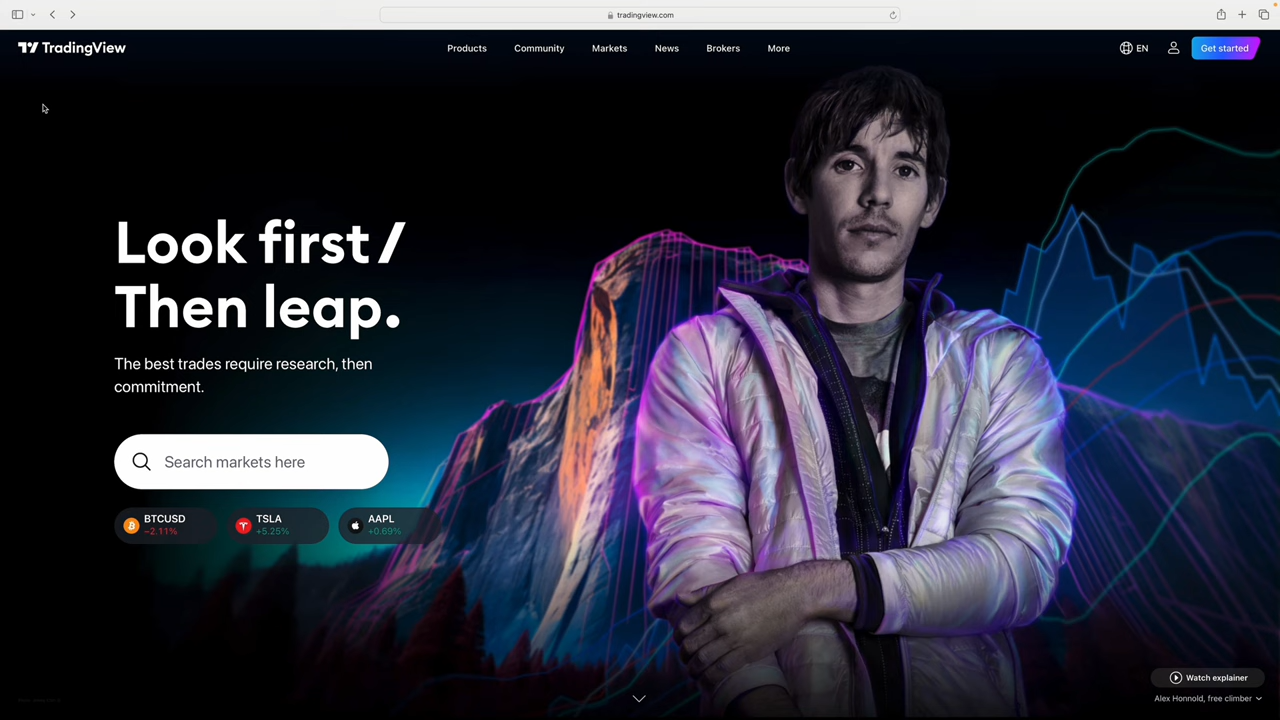 tradingview.com
TradingView
Products
Community
Markets
News
Brokers
More
EN
Get started
Look first /
Then leap.
The best trades require research, then
commitment.
Search markets here
BTCUSD
−2.11%
TSLA
+5.25%
AAPL
+0.69%
Watch explainer
Alex Honnold, free climber